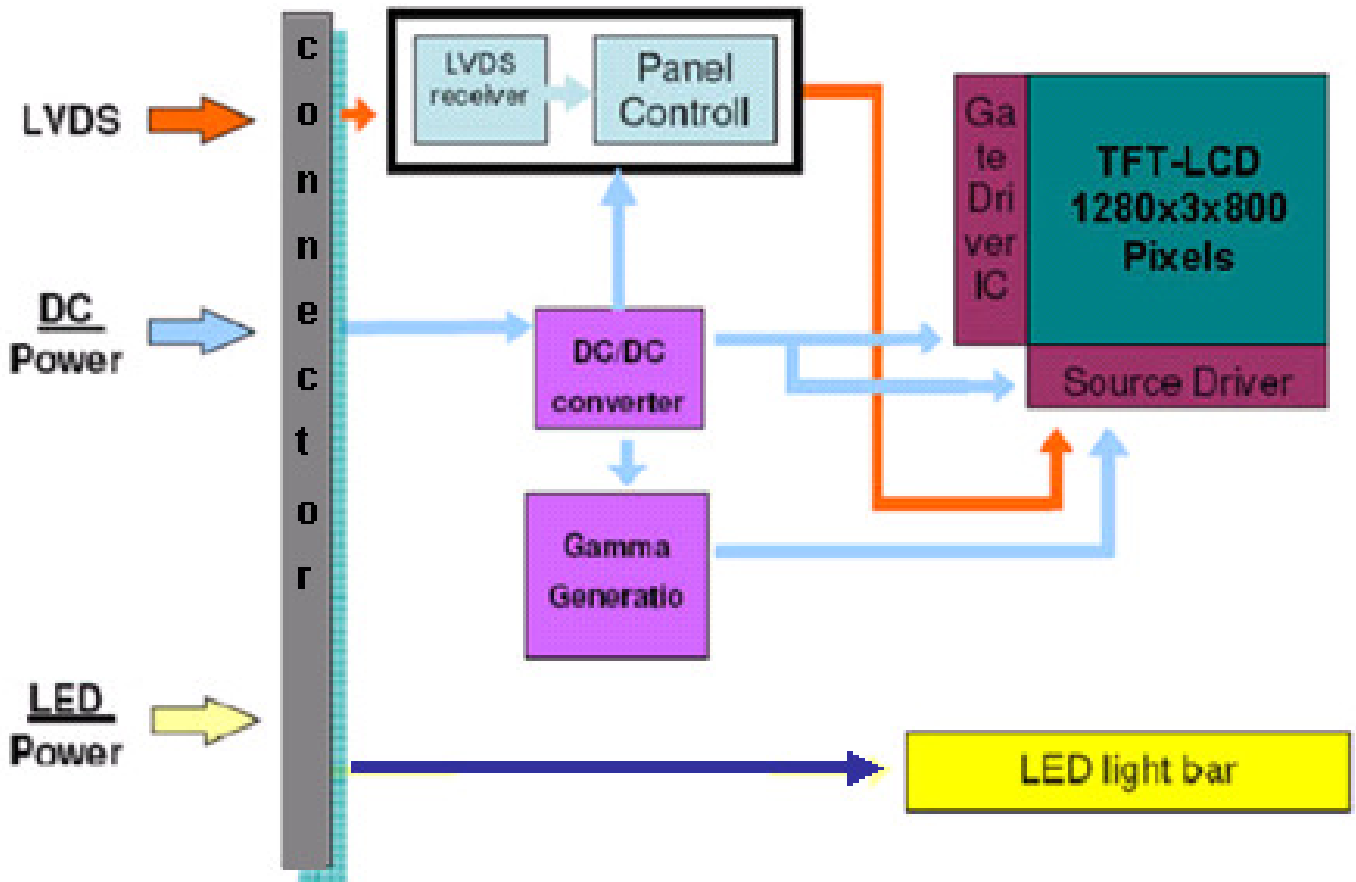 connector
LVDS
receiver
Panel
Controll
LVDS
Ga
te
Dri
ver
IC
TFT-LCD
1280x3x800
Pixels
DC
Power
DC/DC
converter
Source Driver
Gamma
Generatio
LED
Power
LED light bar